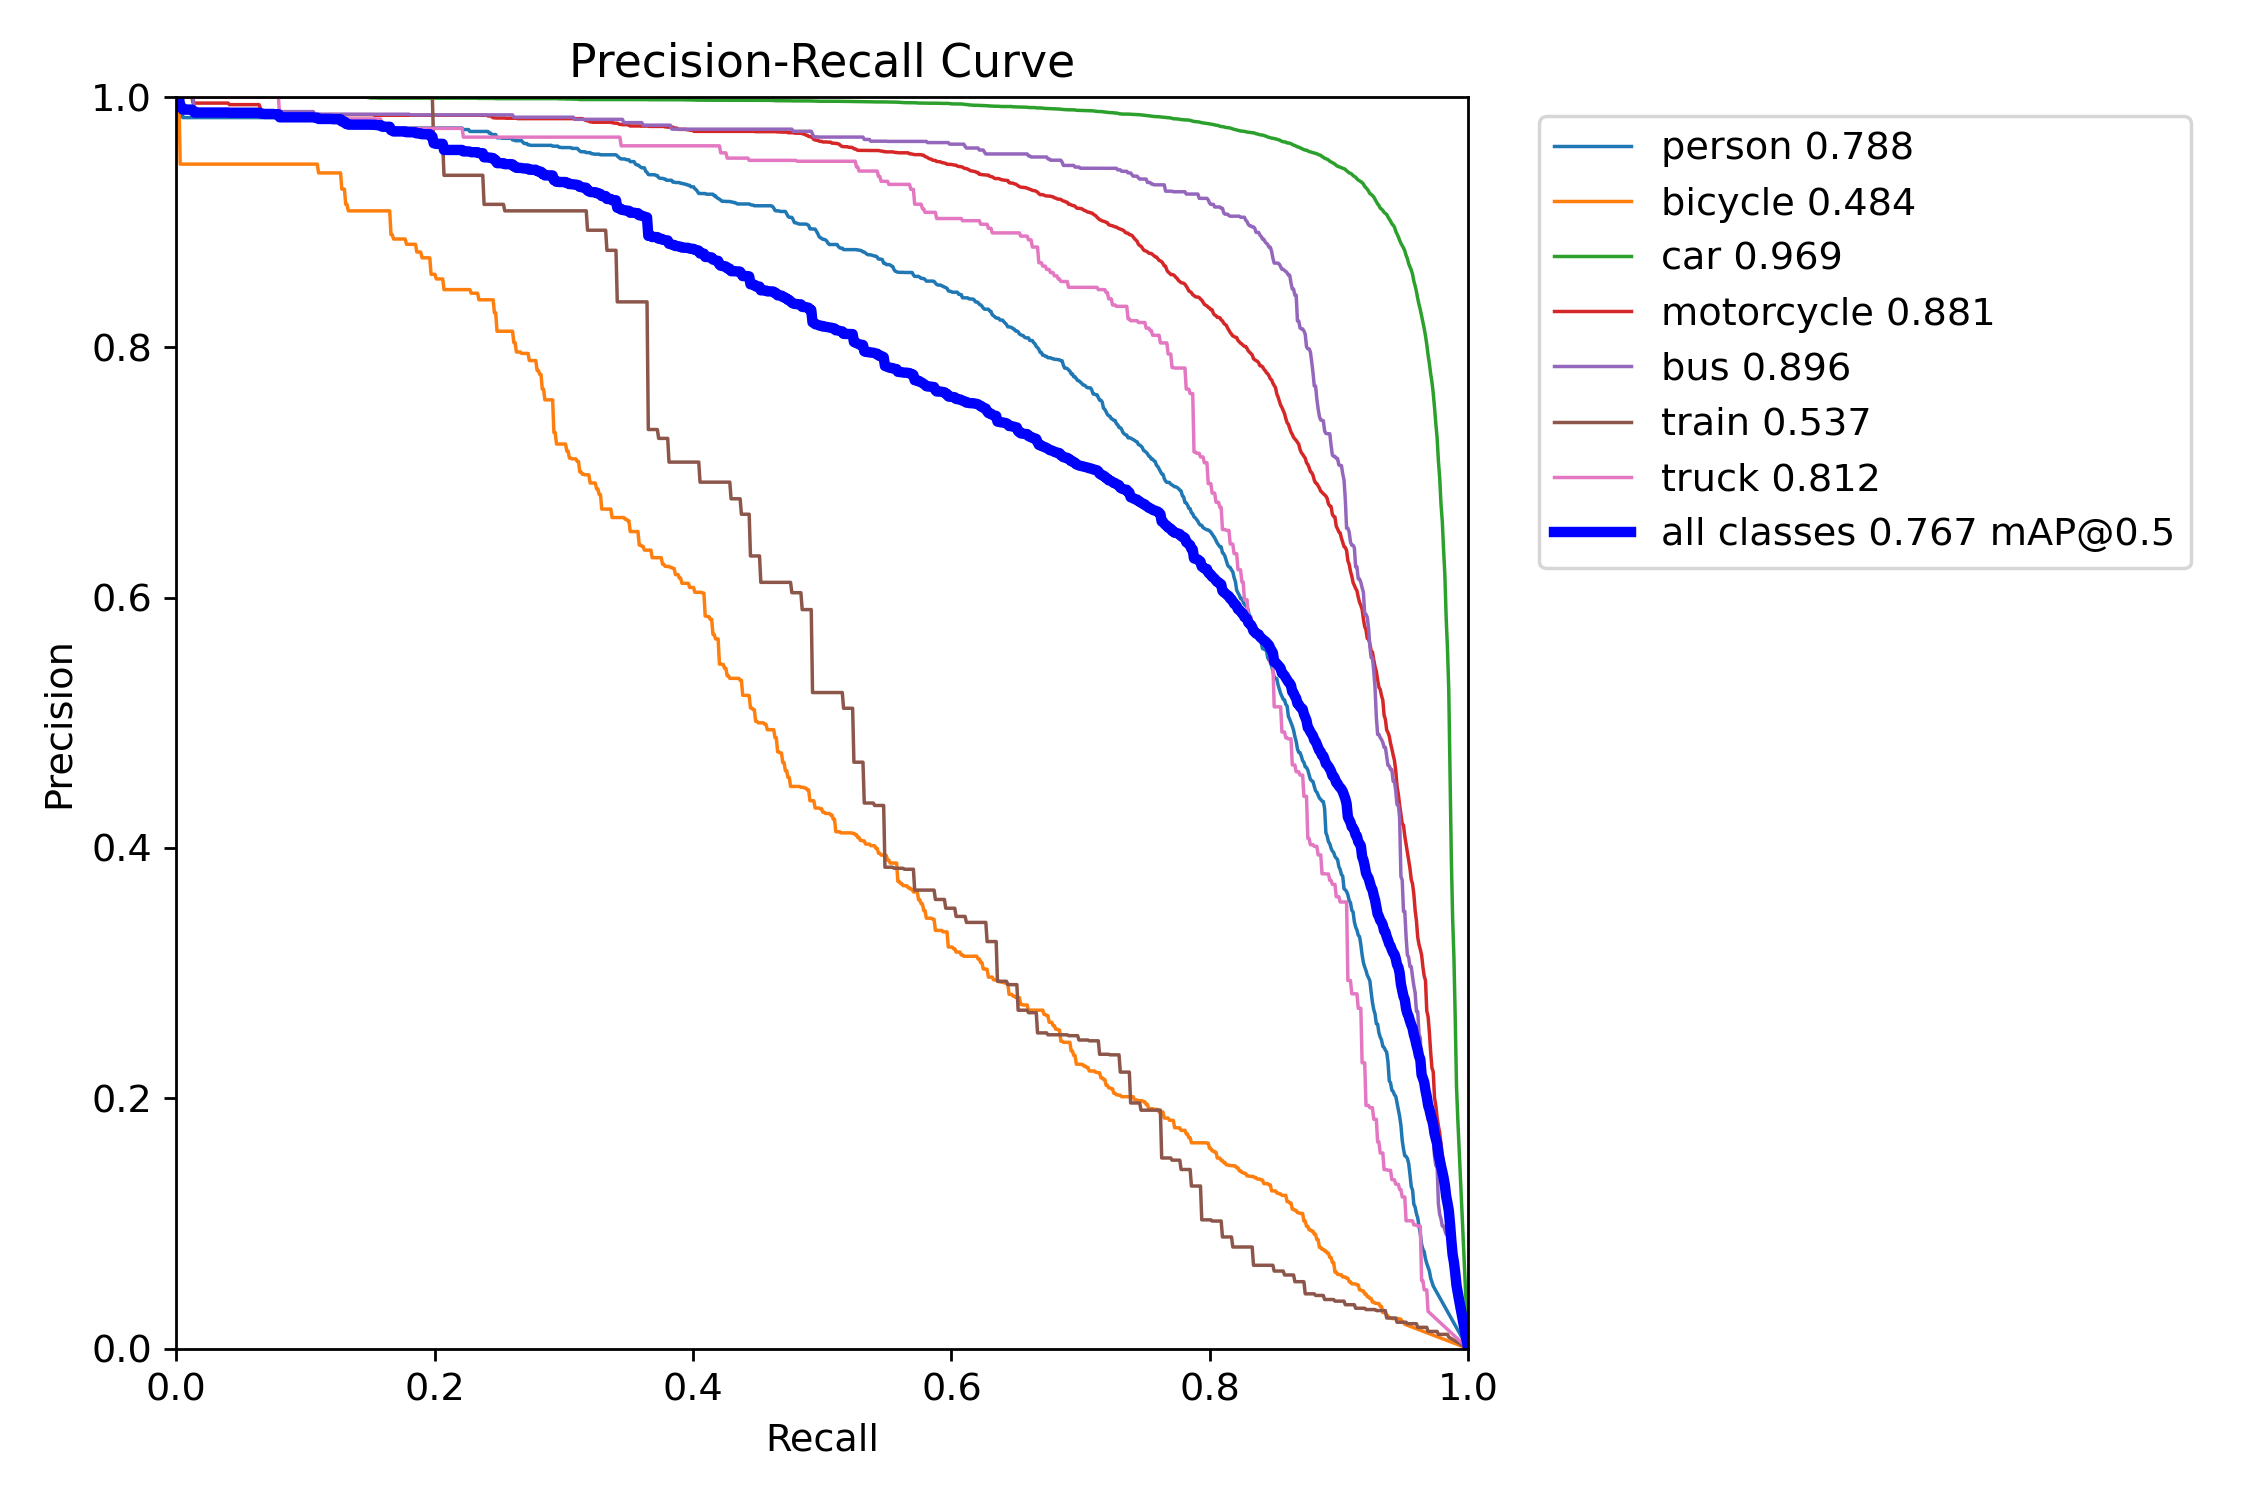 Precision-Recall Curve
1.0
0.8
0.6
0.4
0.2
0.0
Precision
0.0 0.2 0.4 0.6 0.8 1.0
Recall
person 0.788
bicycle 0.484
car 0.969
motorcycle 0.881
bus 0.896
train 0.537
truck 0.812
all classes 0.767 mAP@0.5